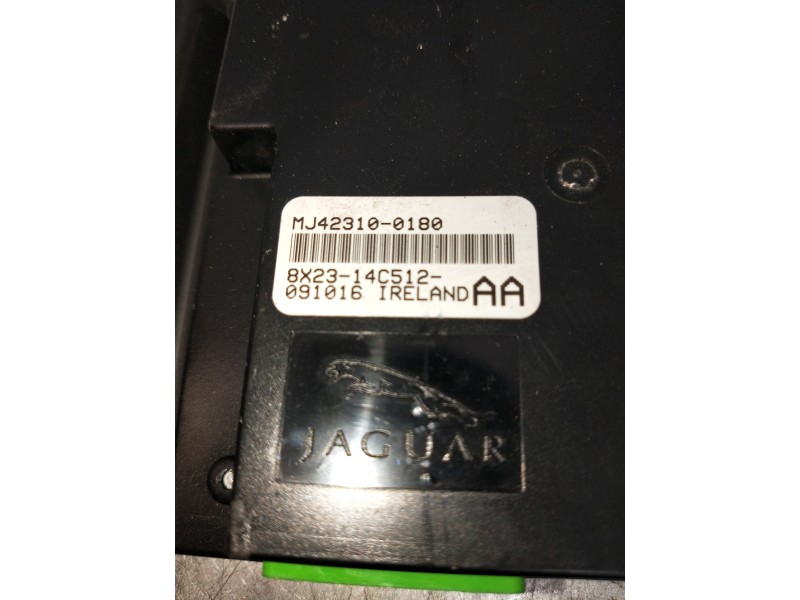 MJ42310-0180
8X23-14C512-
091016 IRELAND AA
JAGUAR